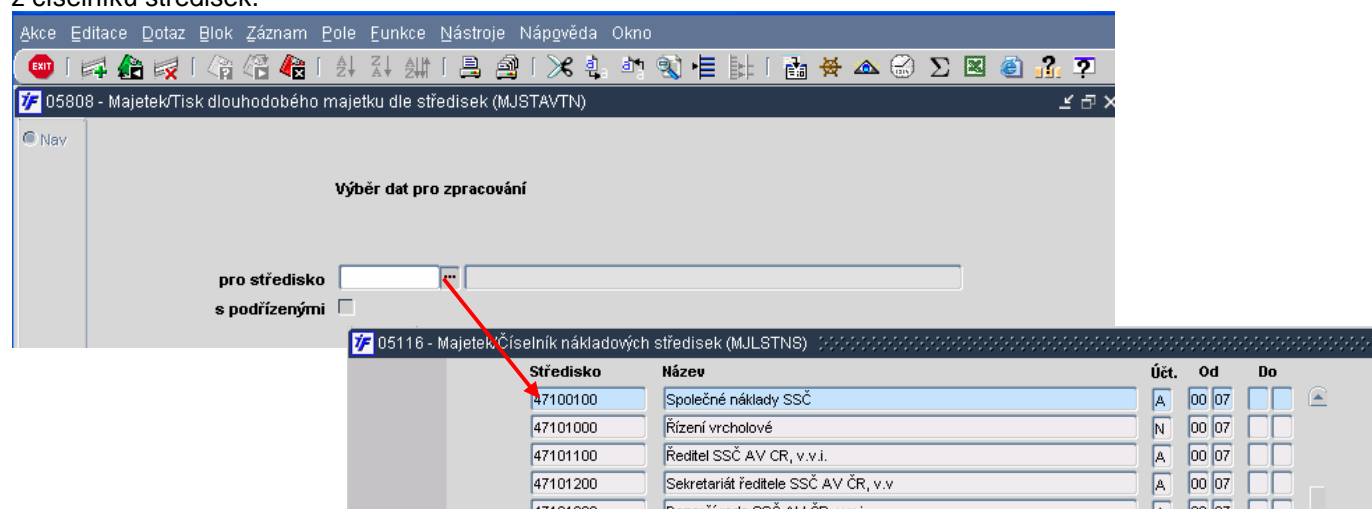 z číselníku středisek.
Akce Editace Dotaz Blok Záznam Pole Funkce Nástroje Nápověda Okno
EXIT
05808 - Majetek/Tisk dlouhodobého majetku dle středisek (MJSTAVTN)
Nav
Výběr dat pro zpracování
pro středisko
s podřízenými
05116 - Majetek/Číselník nákladových středisek (MJLSTNS)
Středisko Název Účt. Od Do
47100100 Společné náklady SSČ A 00 07
47101000 Řízení vrcholové N 00 07
47101100 Ředitel SSČ AV CR, v.v.i. A 00 07
47101200 Sekretariát ředitele SSČ AV ČR, v.v A 00 07